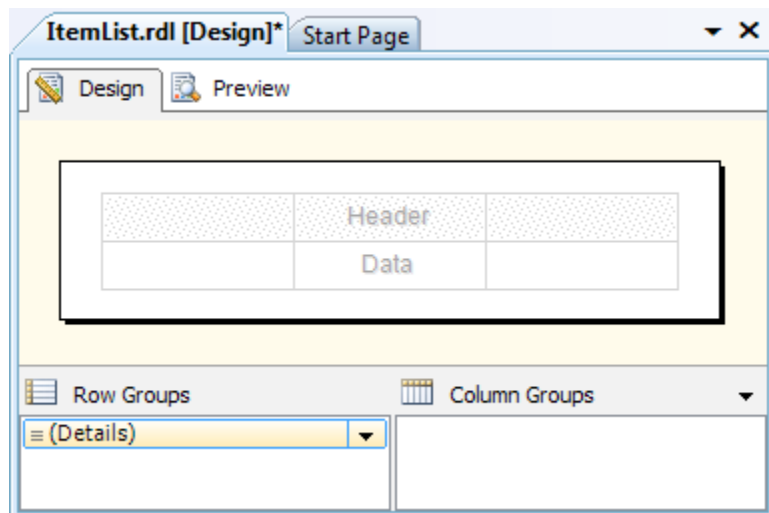 ItemList.rdl [Design]* Start Page
Design Preview
Header
Data
Row Groups Column Groups
(Details)